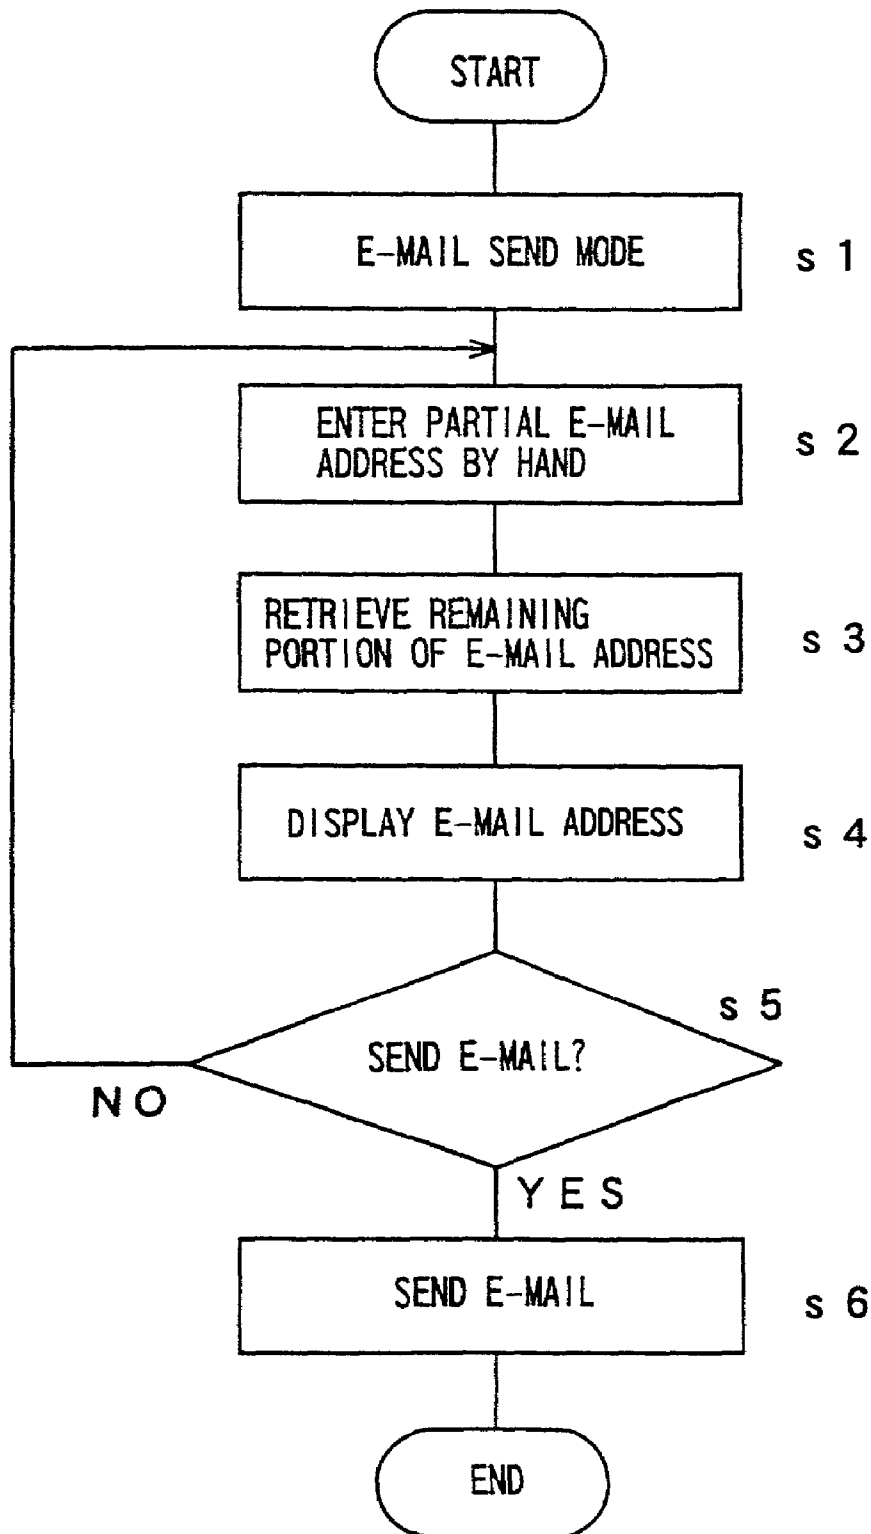 START
E-MAIL SEND MODE
s 1
ENTER PARTIAL E-MAIL
ADDRESS BY HAND
s 2
RETRIEVE REMAINING
PORTION OF E-MAIL ADDRESS
s 3
DISPLAY E-MAIL ADDRESS
s 4
s 5
SEND E-MAIL?
NO
YES
SEND E-MAIL
s 6
END